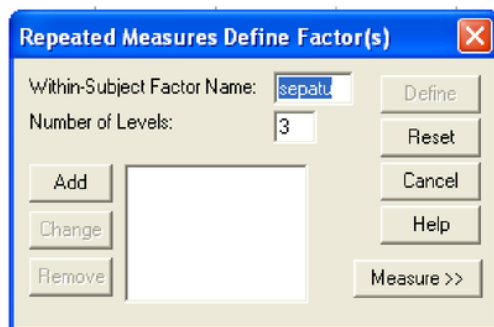 Repeated Measures Define Factor(s)
Within-Subject Factor Name: sepatu Define
Number of Levels: 3 Reset
Add Cancel
Change Help
Remove Measure >>